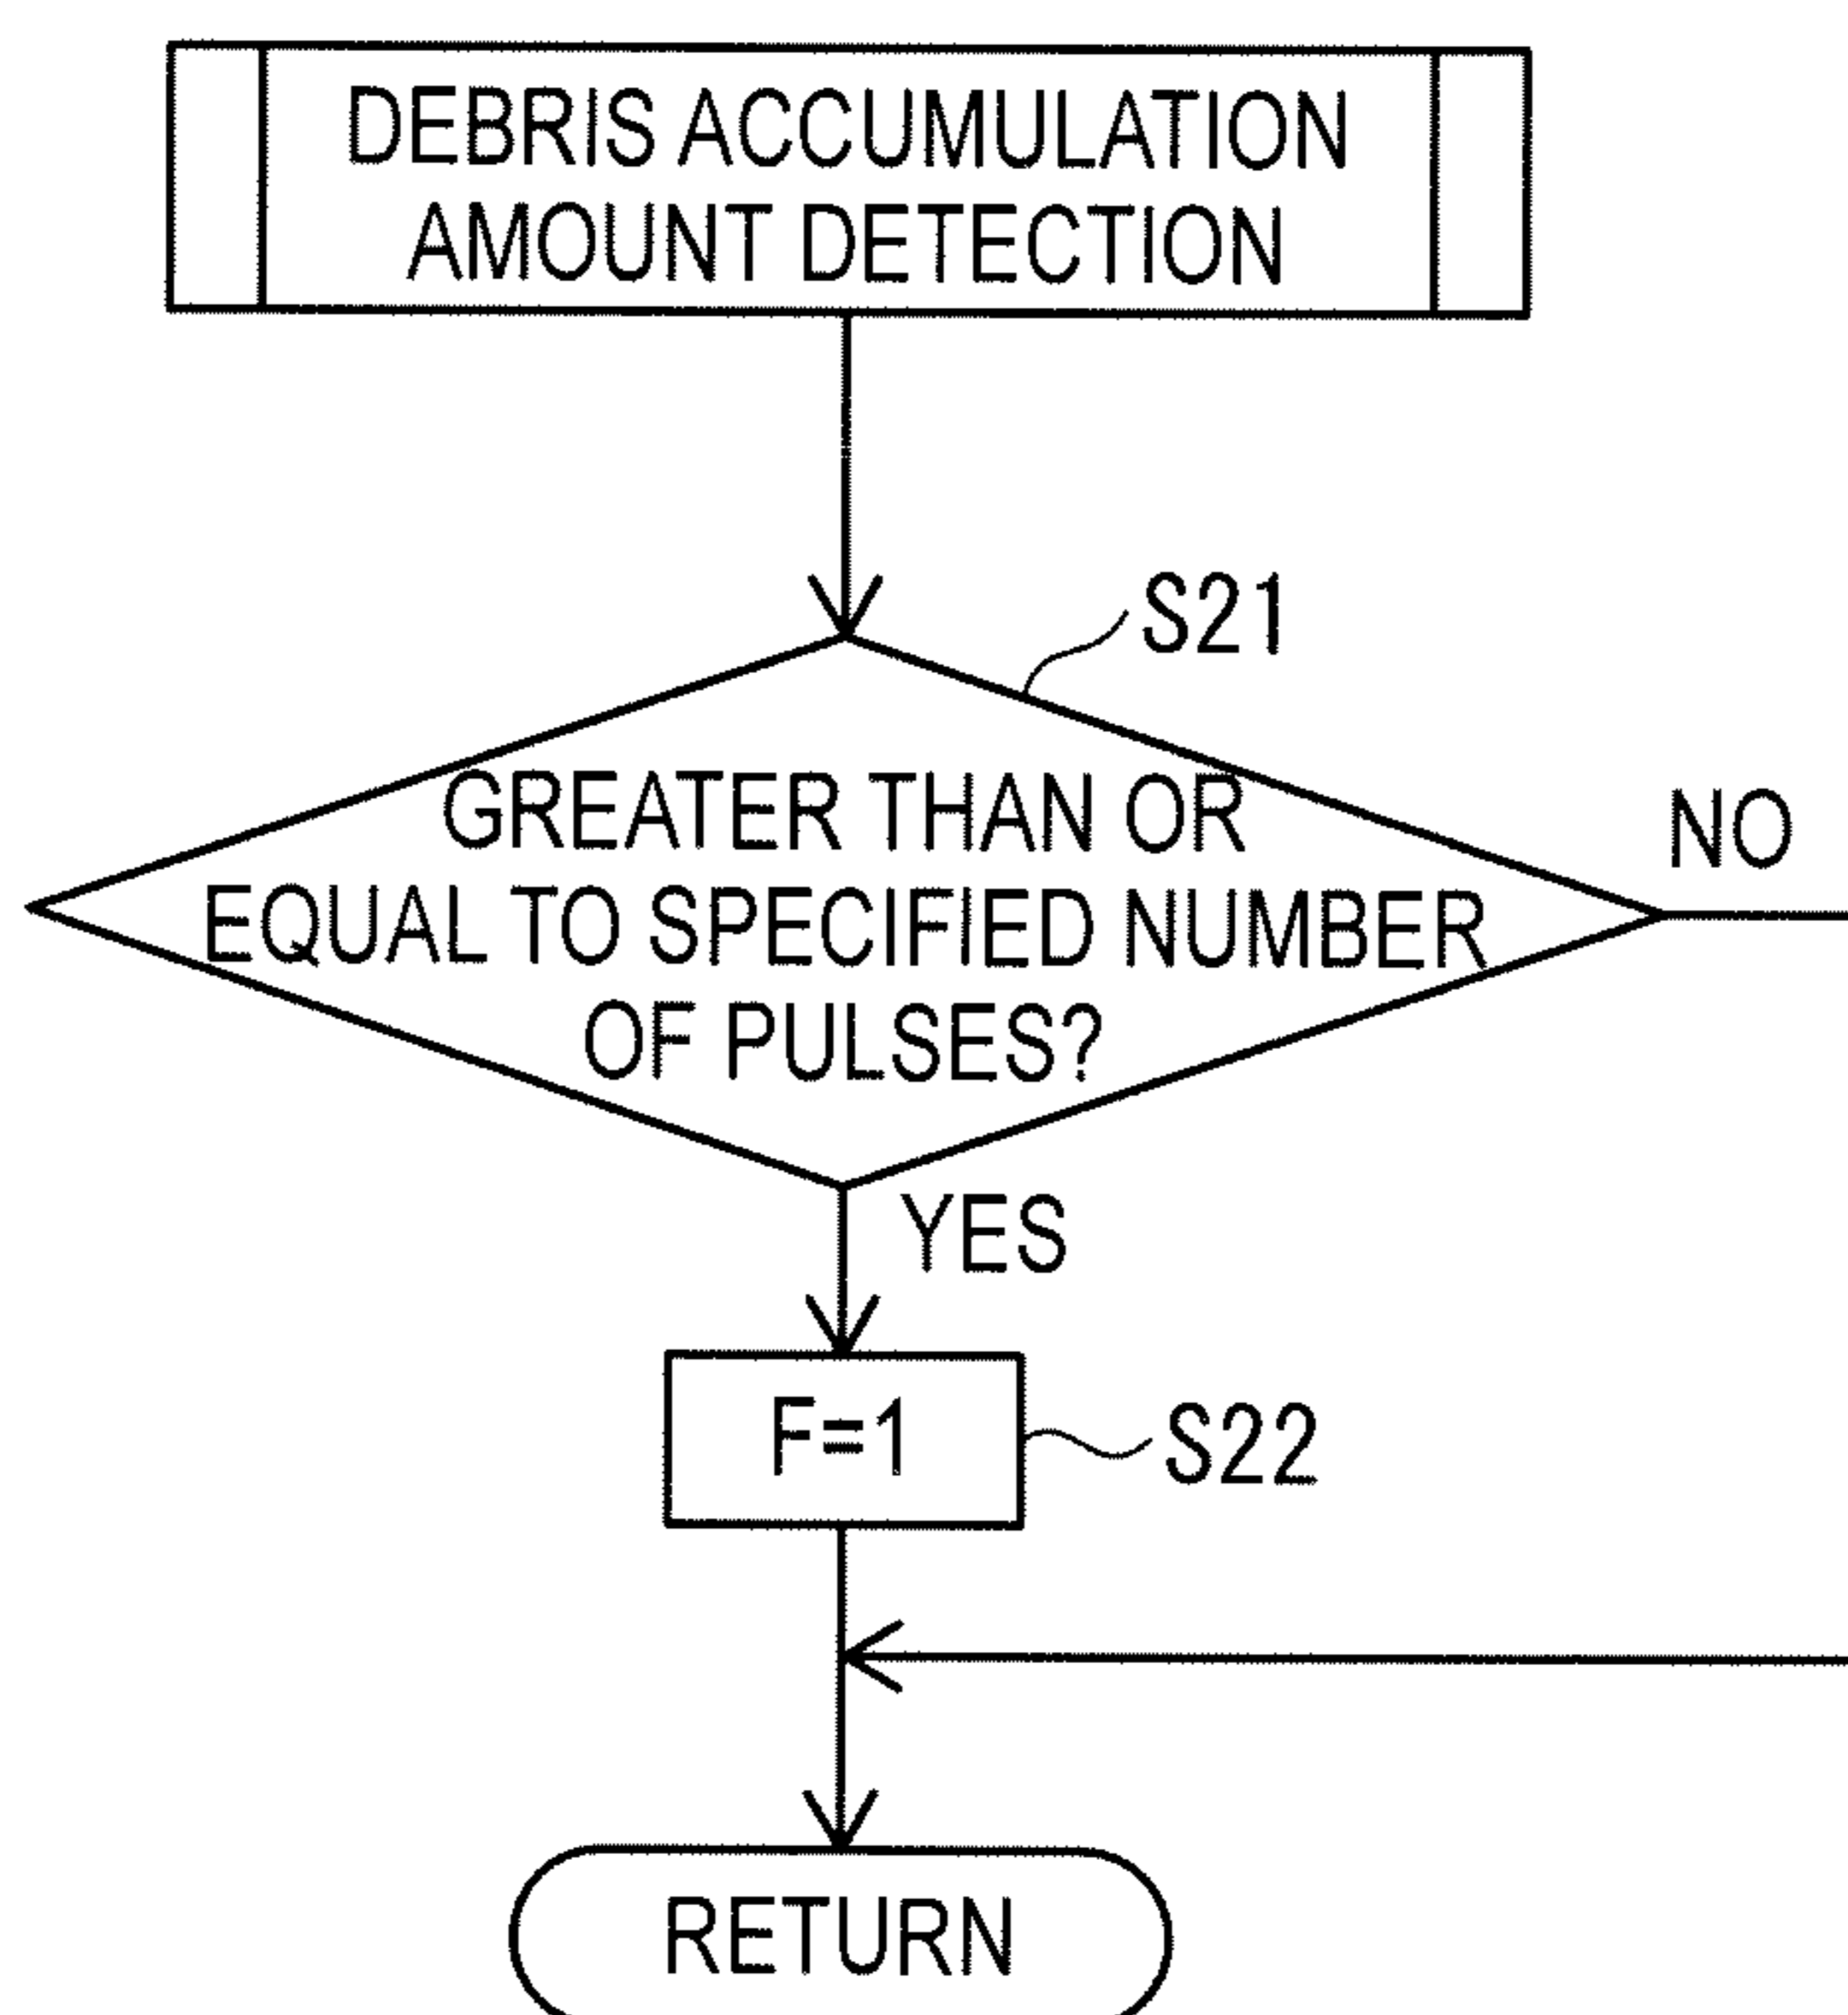 DEBRIS ACCUMULATION
AMOUNT DETECTION
S21
GREATER THAN OR
EQUAL TO SPECIFIED NUMBER
OF PULSES?
NO
YES
F=1
S22
RETURN